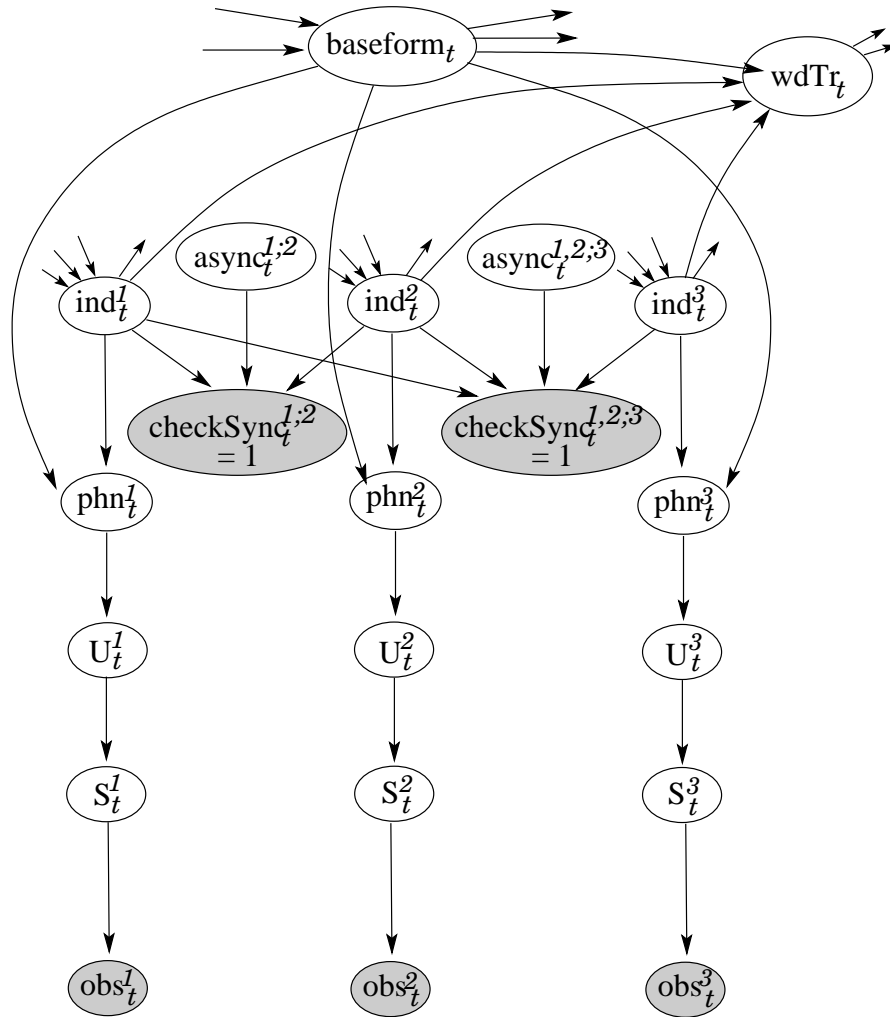 baseform_t
wdTr_t
async_t^{1;2}
async_t^{1,2;3}
ind_t^1
ind_t^2
ind_t^3
checkSync_t^{1;2}
= 1
checkSync_t^{1,2;3}
= 1
phn_t^1
phn_t^2
phn_t^3
U_t^1
U_t^2
U_t^3
S_t^1
S_t^2
S_t^3
obs_t^1
obs_t^2
obs_t^3